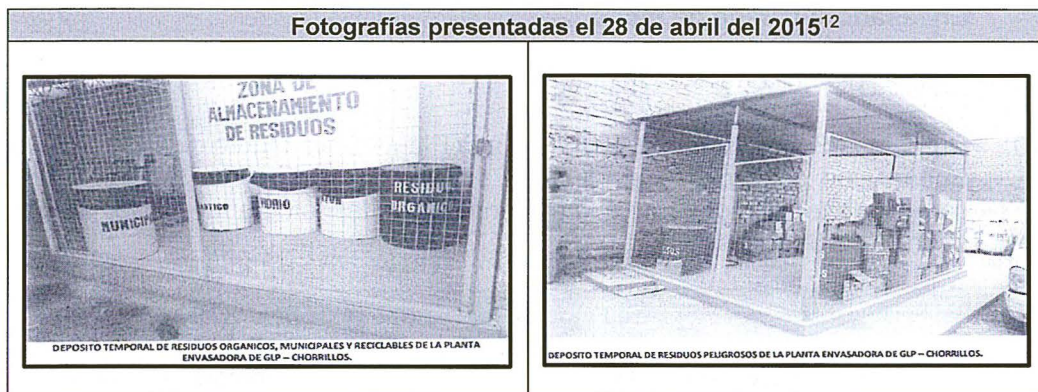 Fotografías presentadas el 28 de abril del 2015¹²
ZONA DE
ALMACENAMIENTO
DE RESIDUOS
MUNICIP
VIDRIO
RESIDU
ORGANICO
DEPOSITO TEMPORAL DE RESIDUOS ORGANICOS, MUNICIPALES Y RECICLABLES DE LA PLANTA
ENVASADORA DE GLP – CHORRILLOS.
DEPOSITO TEMPORAL DE RESIDUOS PELIGROSOS DE LA PLANTA ENVASADORA DE GLP – CHORRILLOS.